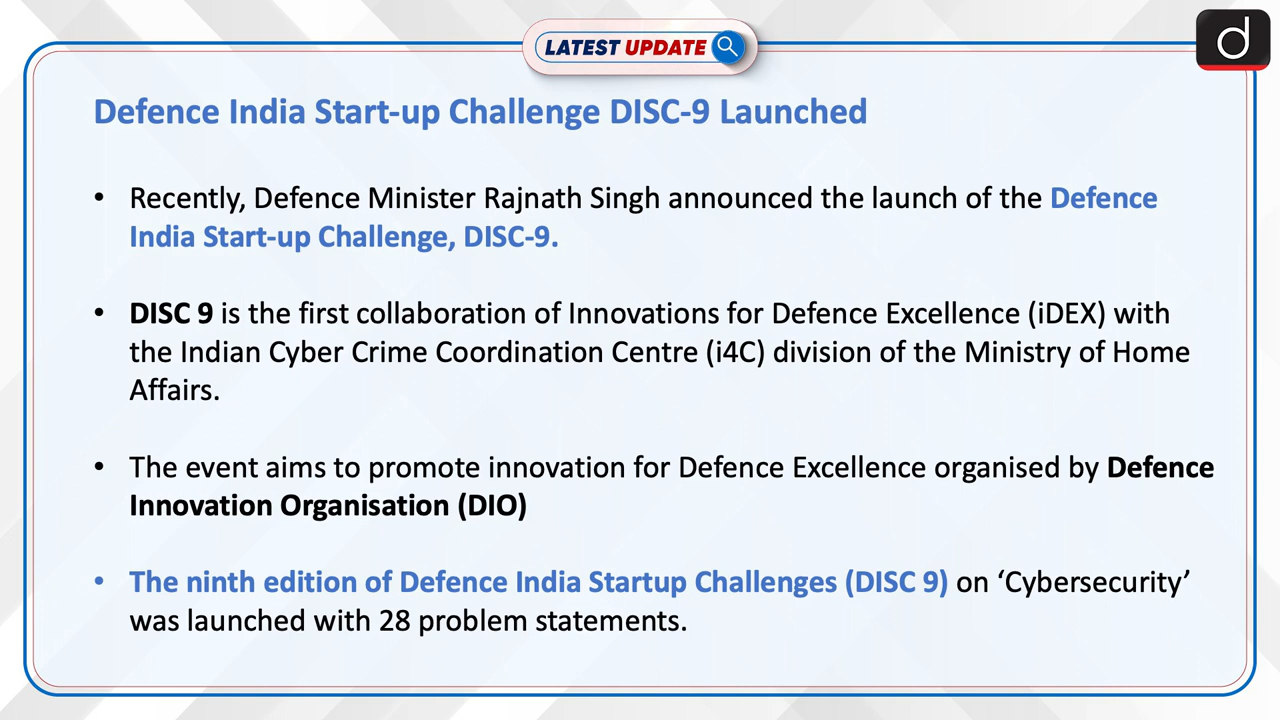 LATEST UPDATE
d
Defence India Start-up Challenge DISC-9 Launched
• Recently, Defence Minister Rajnath Singh announced the launch of the Defence
India Start-up Challenge, DISC-9.
• DISC 9 is the first collaboration of Innovations for Defence Excellence (iDEX) with
the Indian Cyber Crime Coordination Centre (i4C) division of the Ministry of Home
Affairs.
• The event aims to promote innovation for Defence Excellence organised by Defence
Innovation Organisation (DIO)
• The ninth edition of Defence India Startup Challenges (DISC 9) on ‘Cybersecurity’
was launched with 28 problem statements.